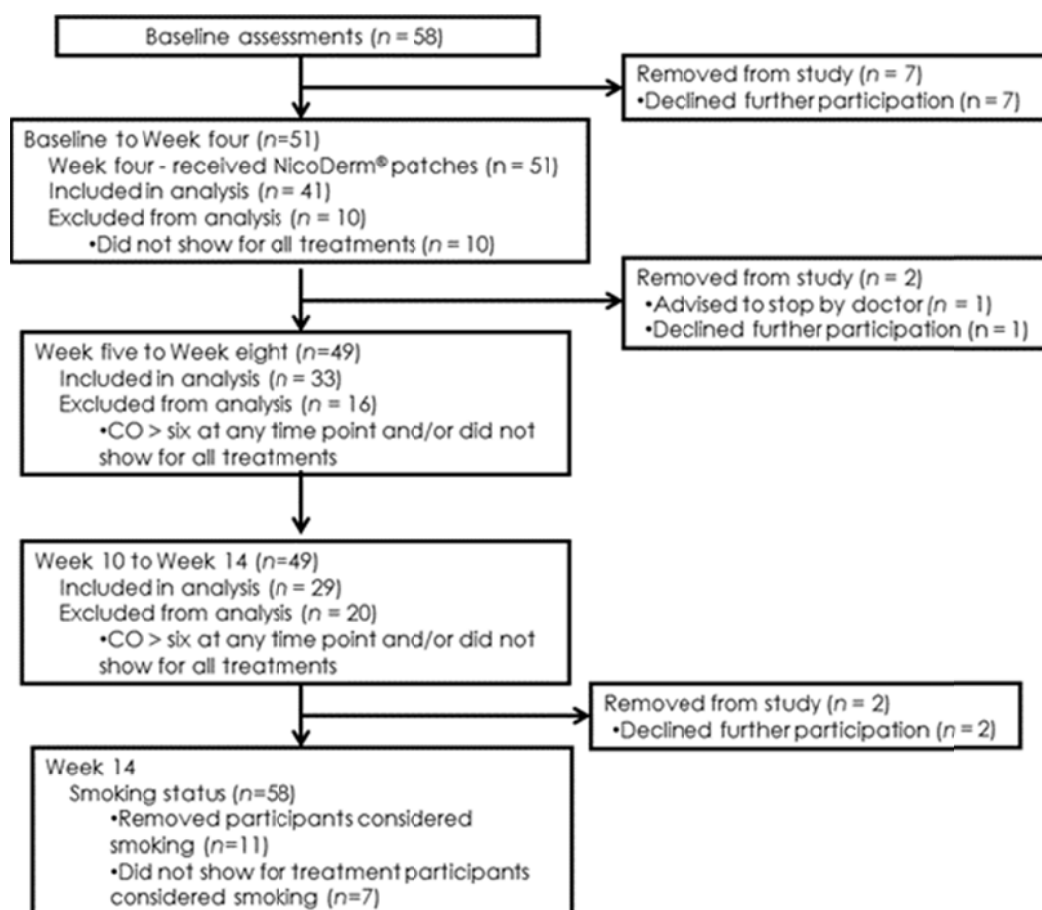 Baseline assessments (n = 58)
Removed from study (n = 7)
•Declined further participation (n = 7)
Baseline to Week four (n=51)
Week four - received NicoDerm® patches (n = 51)
Included in analysis (n = 41)
Excluded from analysis (n = 10)
•Did not show for all treatments (n = 10)
Removed from study (n = 2)
•Advised to stop by doctor (n = 1)
•Declined further participation (n = 1)
Week five to Week eight (n=49)
Included in analysis (n = 33)
Excluded from analysis (n = 16)
•CO > six at any time point and/or did not
show for all treatments
Week 10 to Week 14 (n=49)
Included in analysis (n = 29)
Excluded from analysis (n = 20)
•CO > six at any time point and/or did not
show for all treatments
Removed from study (n = 2)
•Declined further participation (n = 2)
Week 14
Smoking status (n=58)
•Removed participants considered
smoking (n=11)
•Did not show for treatment participants
considered smoking (n=7)